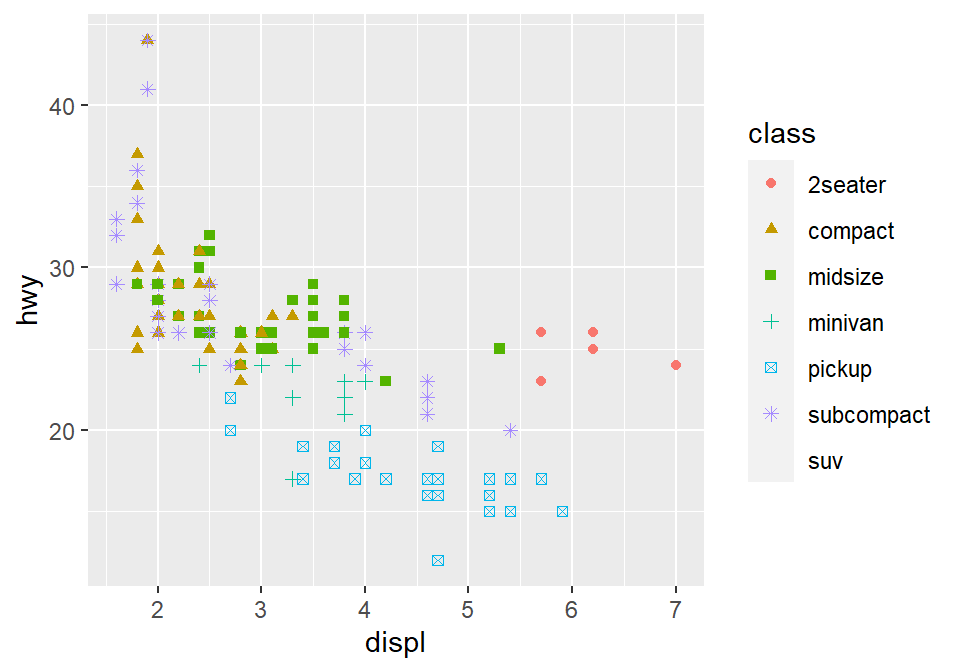 40
30
20
hwy
2 3 4 5 6 7
displ
class
2seater
compact
midsize
minivan
pickup
subcompact
suv